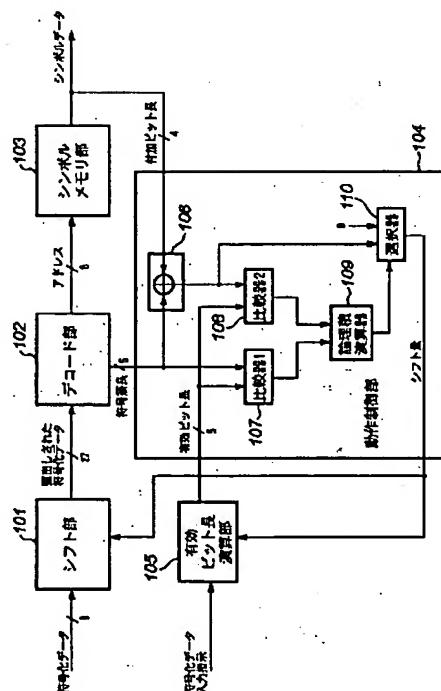 符号化データ
シフト部
101
頭出しされた
符号化データ
27
デコード部
102
アドレス
シンボル
メモリ部
103
シンボルデータ
符号語長
5
付加ビット長
4
106
有効
ビット長
演算部
105
符号化データ
入力指示
有効ビット長
5
比較器1
107
比較器2
108
論理積
演算器
109
選択器
110
0
シフト量
動作制御部
104